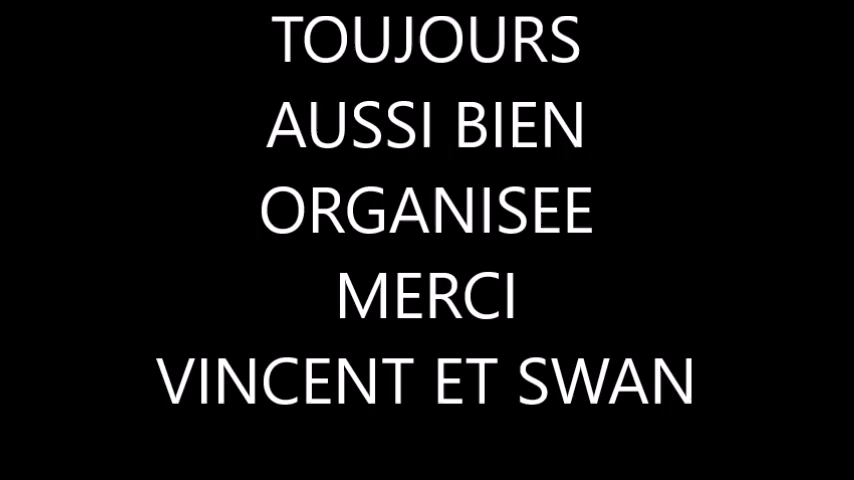 TOUJOURS
AUSSI BIEN
ORGANISEE
MERCI
VINCENT ET SWAN